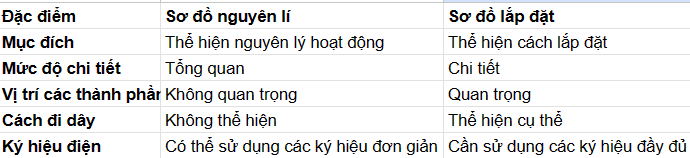 Đặc điểm Sơ đồ nguyên lí Sơ đồ lắp đặt
Mục đích Thể hiện nguyên lý hoạt động Thể hiện cách lắp đặt
Mức độ chi tiết Tổng quan Chi tiết
Vị trí các thành phần Không quan trọng Quan trọng
Cách đi dây Không thể hiện Thể hiện cụ thể
Ký hiệu điện Có thể sử dụng các ký hiệu đơn giản Cần sử dụng các ký hiệu đầy đủ